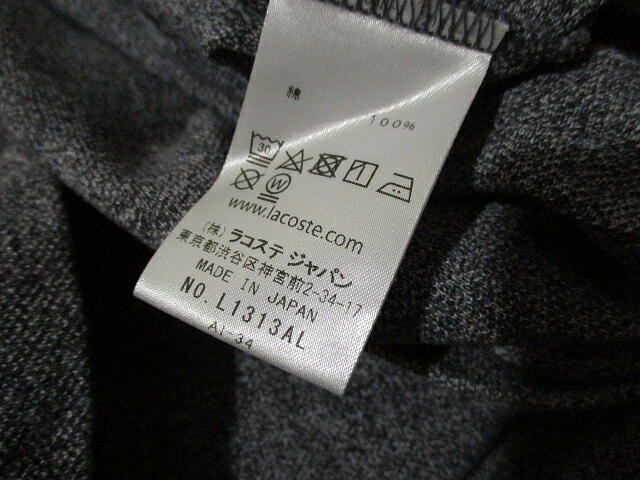 綿 100%
30
W
www.lacoste.com
(株) ラコステ ジャパン
東京都渋谷区神宮前2-34-17
MADE IN JAPAN
NO. L1313AL
AI-34